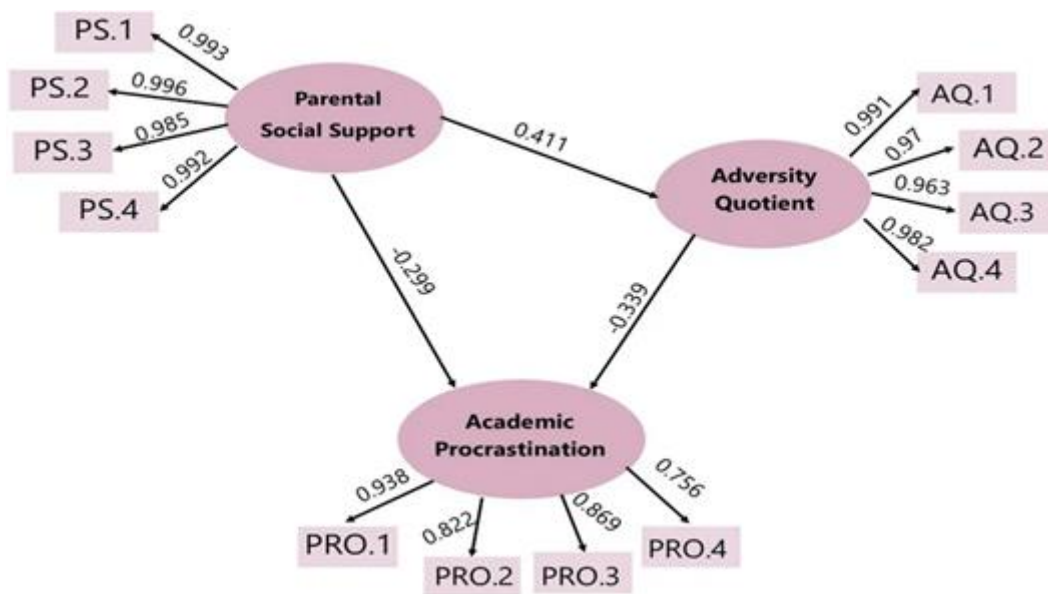 PS.1
0.993
PS.2
0.996
PS.3
0.985
PS.4
0.992
Parental
Social Support
0.411
Adversity
Quotient
0.991
AQ.1
0.97
AQ.2
0.963
AQ.3
0.982
AQ.4
-0.299
-0.339
Academic
Procrastination
0.938
PRO.1
0.822
PRO.2
0.869
PRO.3
0.756
PRO.4